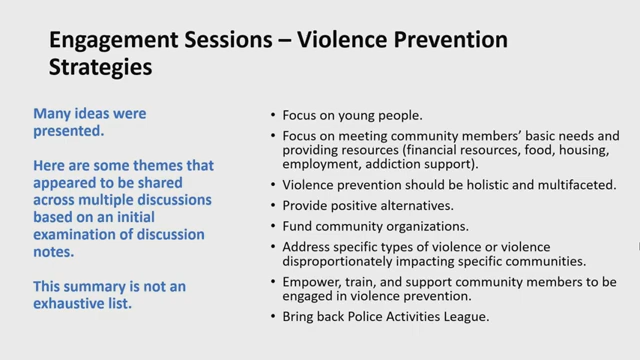 Engagement Sessions – Violence Prevention
Strategies
Many ideas were
presented.
Here are some themes that
appeared to be shared
across multiple discussions
based on an initial
examination of discussion
notes.
This summary is not an
exhaustive list.
• Focus on young people.
• Focus on meeting community members’ basic needs and
providing resources (financial resources, food, housing,
employment, addiction support).
• Violence prevention should be holistic and multifaceted.
• Provide positive alternatives.
• Fund community organizations.
• Address specific types of violence or violence
disproportionately impacting specific communities.
• Empower, train, and support community members to be
engaged in violence prevention.
• Bring back Police Activities League.